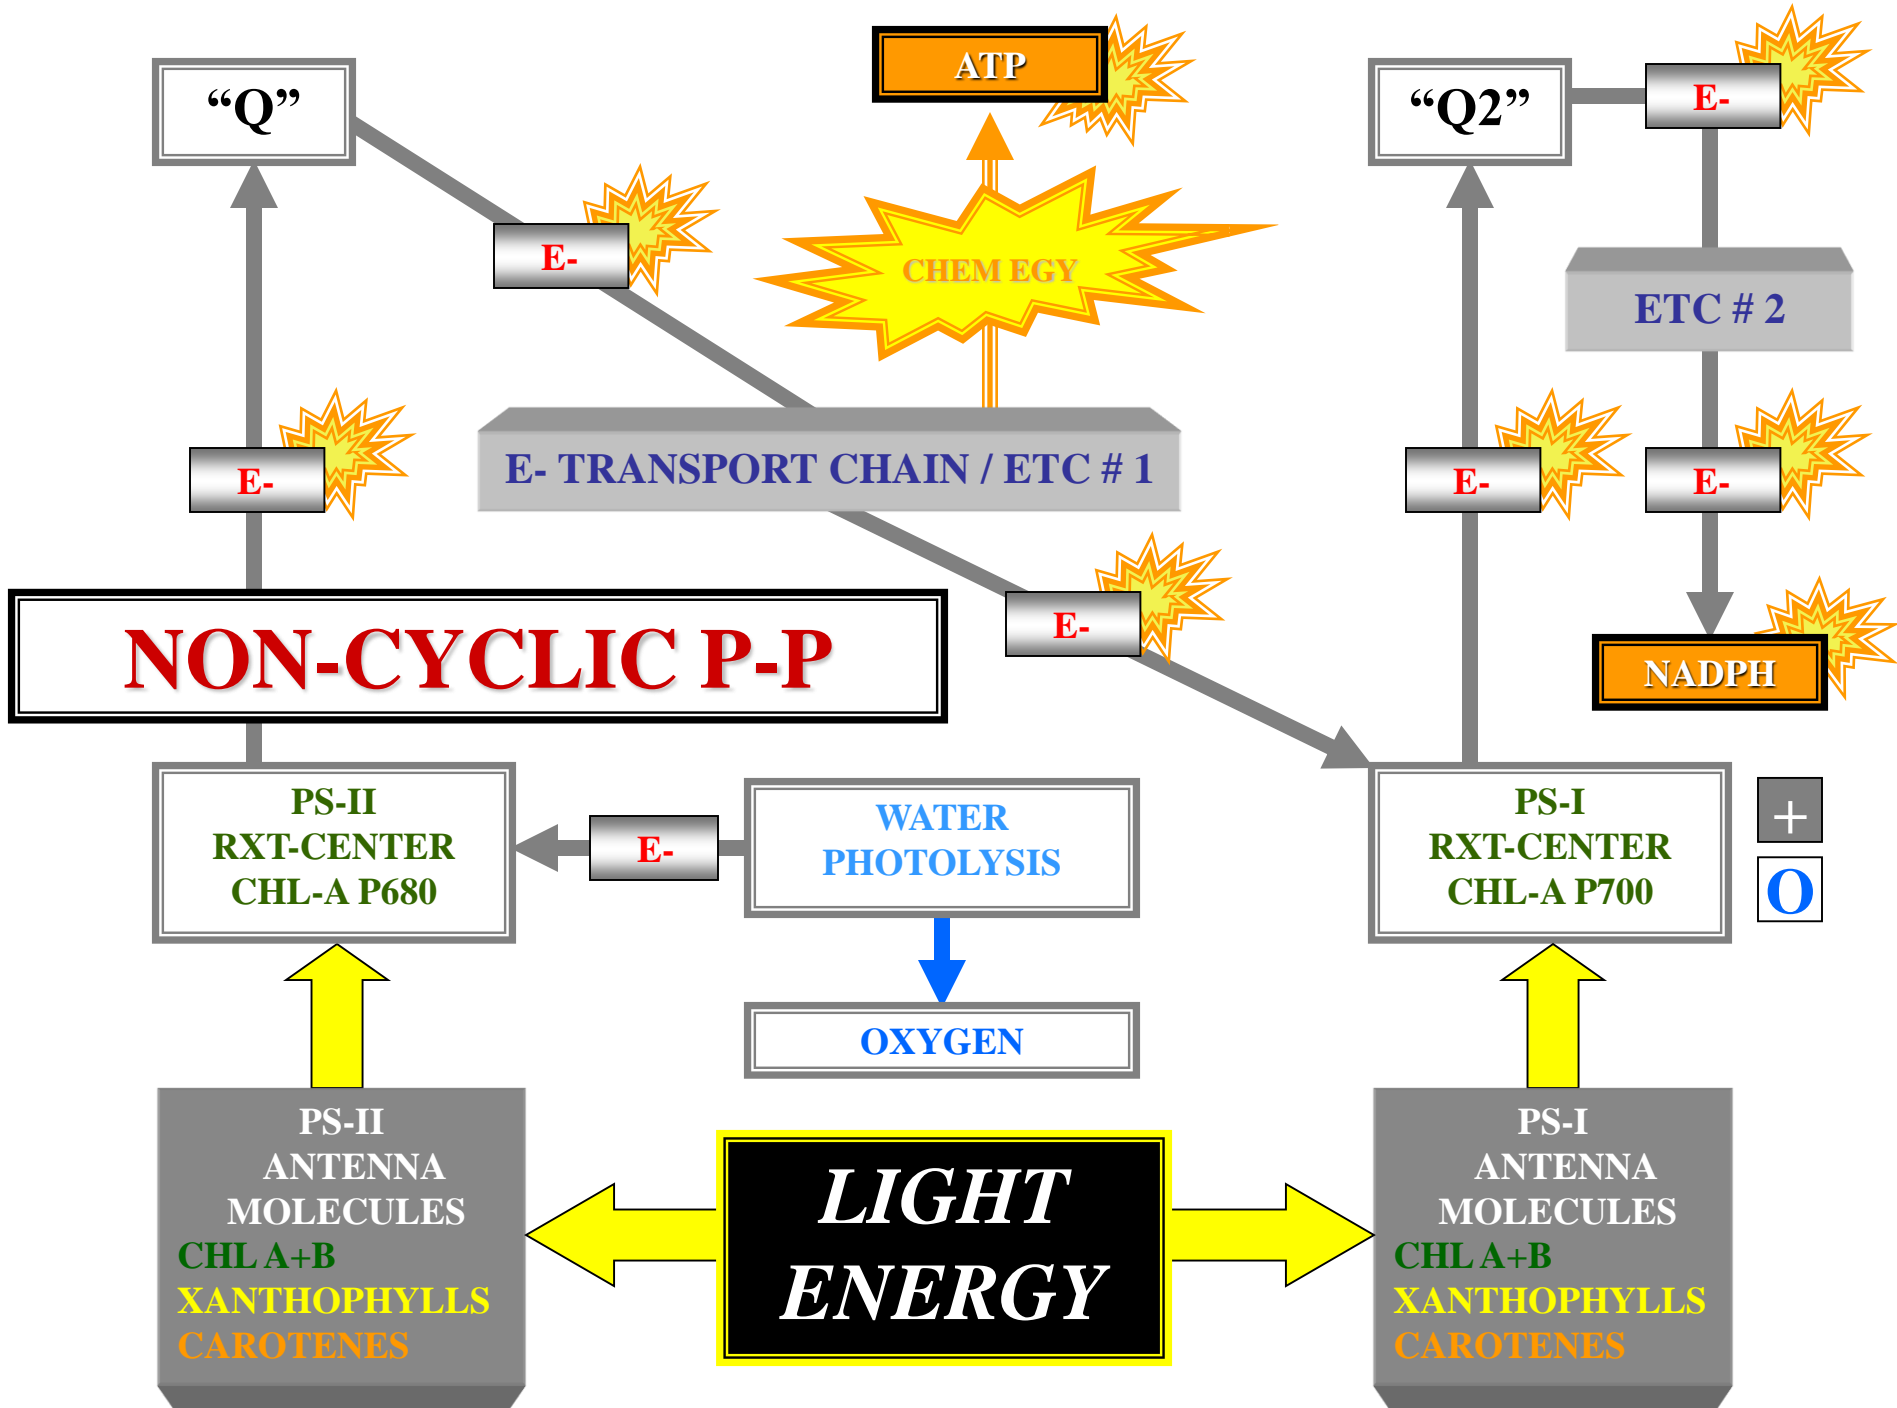 “Q”
ATP
“Q2”
E-
E-
CHEM EGY
ETC # 2
E-
E- TRANSPORT CHAIN / ETC # 1
E-
E-
E-
NON-CYCLIC P-P
NADPH
PS-II
RXT-CENTER
CHL-A P680
E-
WATER
PHOTOLYSIS
PS-I
RXT-CENTER
CHL-A P700
+
O
OXYGEN
PS-II
ANTENNA
MOLECULES
CHL A+B
XANTHOPHYLLS
CAROTENES
LIGHT
ENERGY
PS-I
ANTENNA
MOLECULES
CHL A+B
XANTHOPHYLLS
CAROTENES